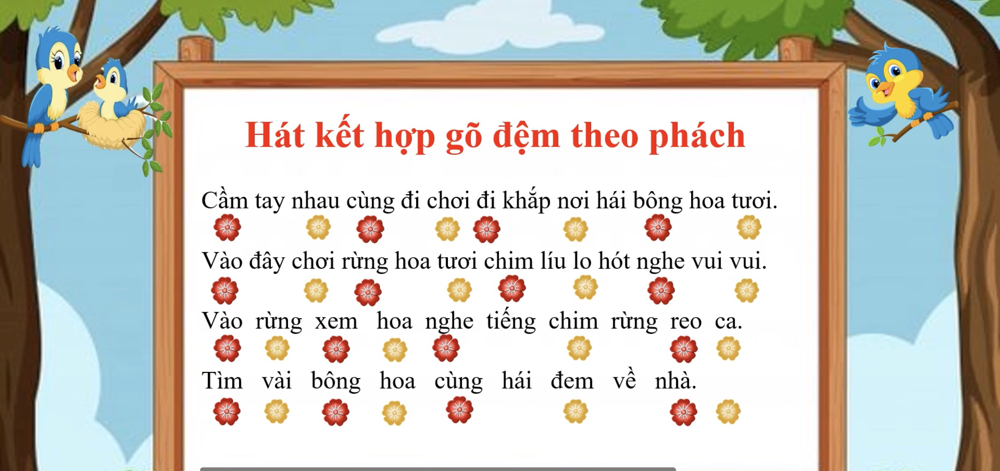 Hát kết hợp gõ đệm theo phách
Cầm tay nhau cùng đi chơi đi khắp nơi hái bông hoa tươi.
Vào đây chơi rừng hoa tươi chim líu lo hót nghe vui vui.
Vào rừng xem hoa nghe tiếng chim rừng reo ca.
Tìm vài bông hoa cùng hái đem về nhà.